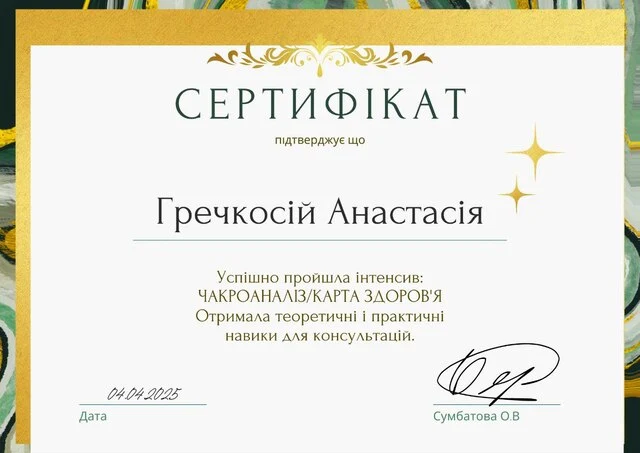 СЕРТИФІКАТ
підтверджує що
Гречкосій Анастасія
Успішно пройшла інтенсив:
ЧАКРОАНАЛІЗ/КАРТА ЗДОРОВ'Я
Отримала теоретичні і практичні
навики для консультацій.
04.04.2025
Дата
Сумбатова О.В